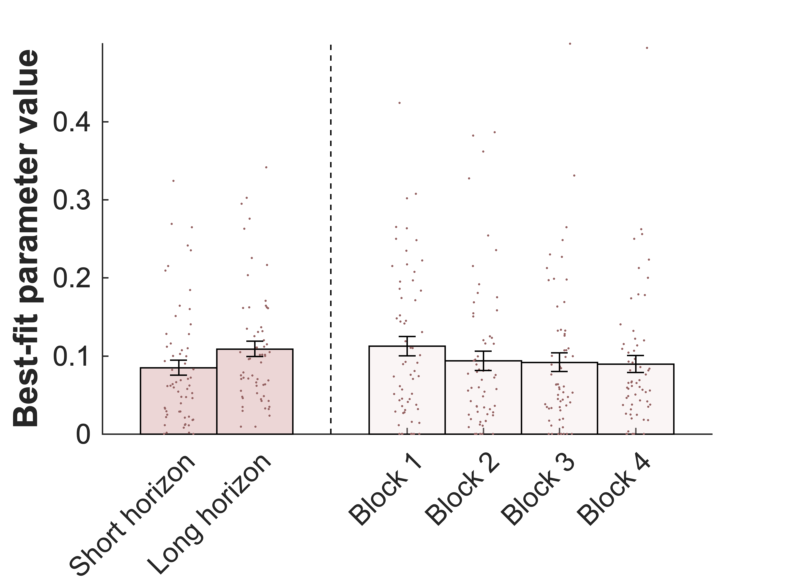 Best-fit parameter value
0.4
0.3
0.2
0.1
0
Short horizon
Long horizon
Block 1
Block 2
Block 3
Block 4